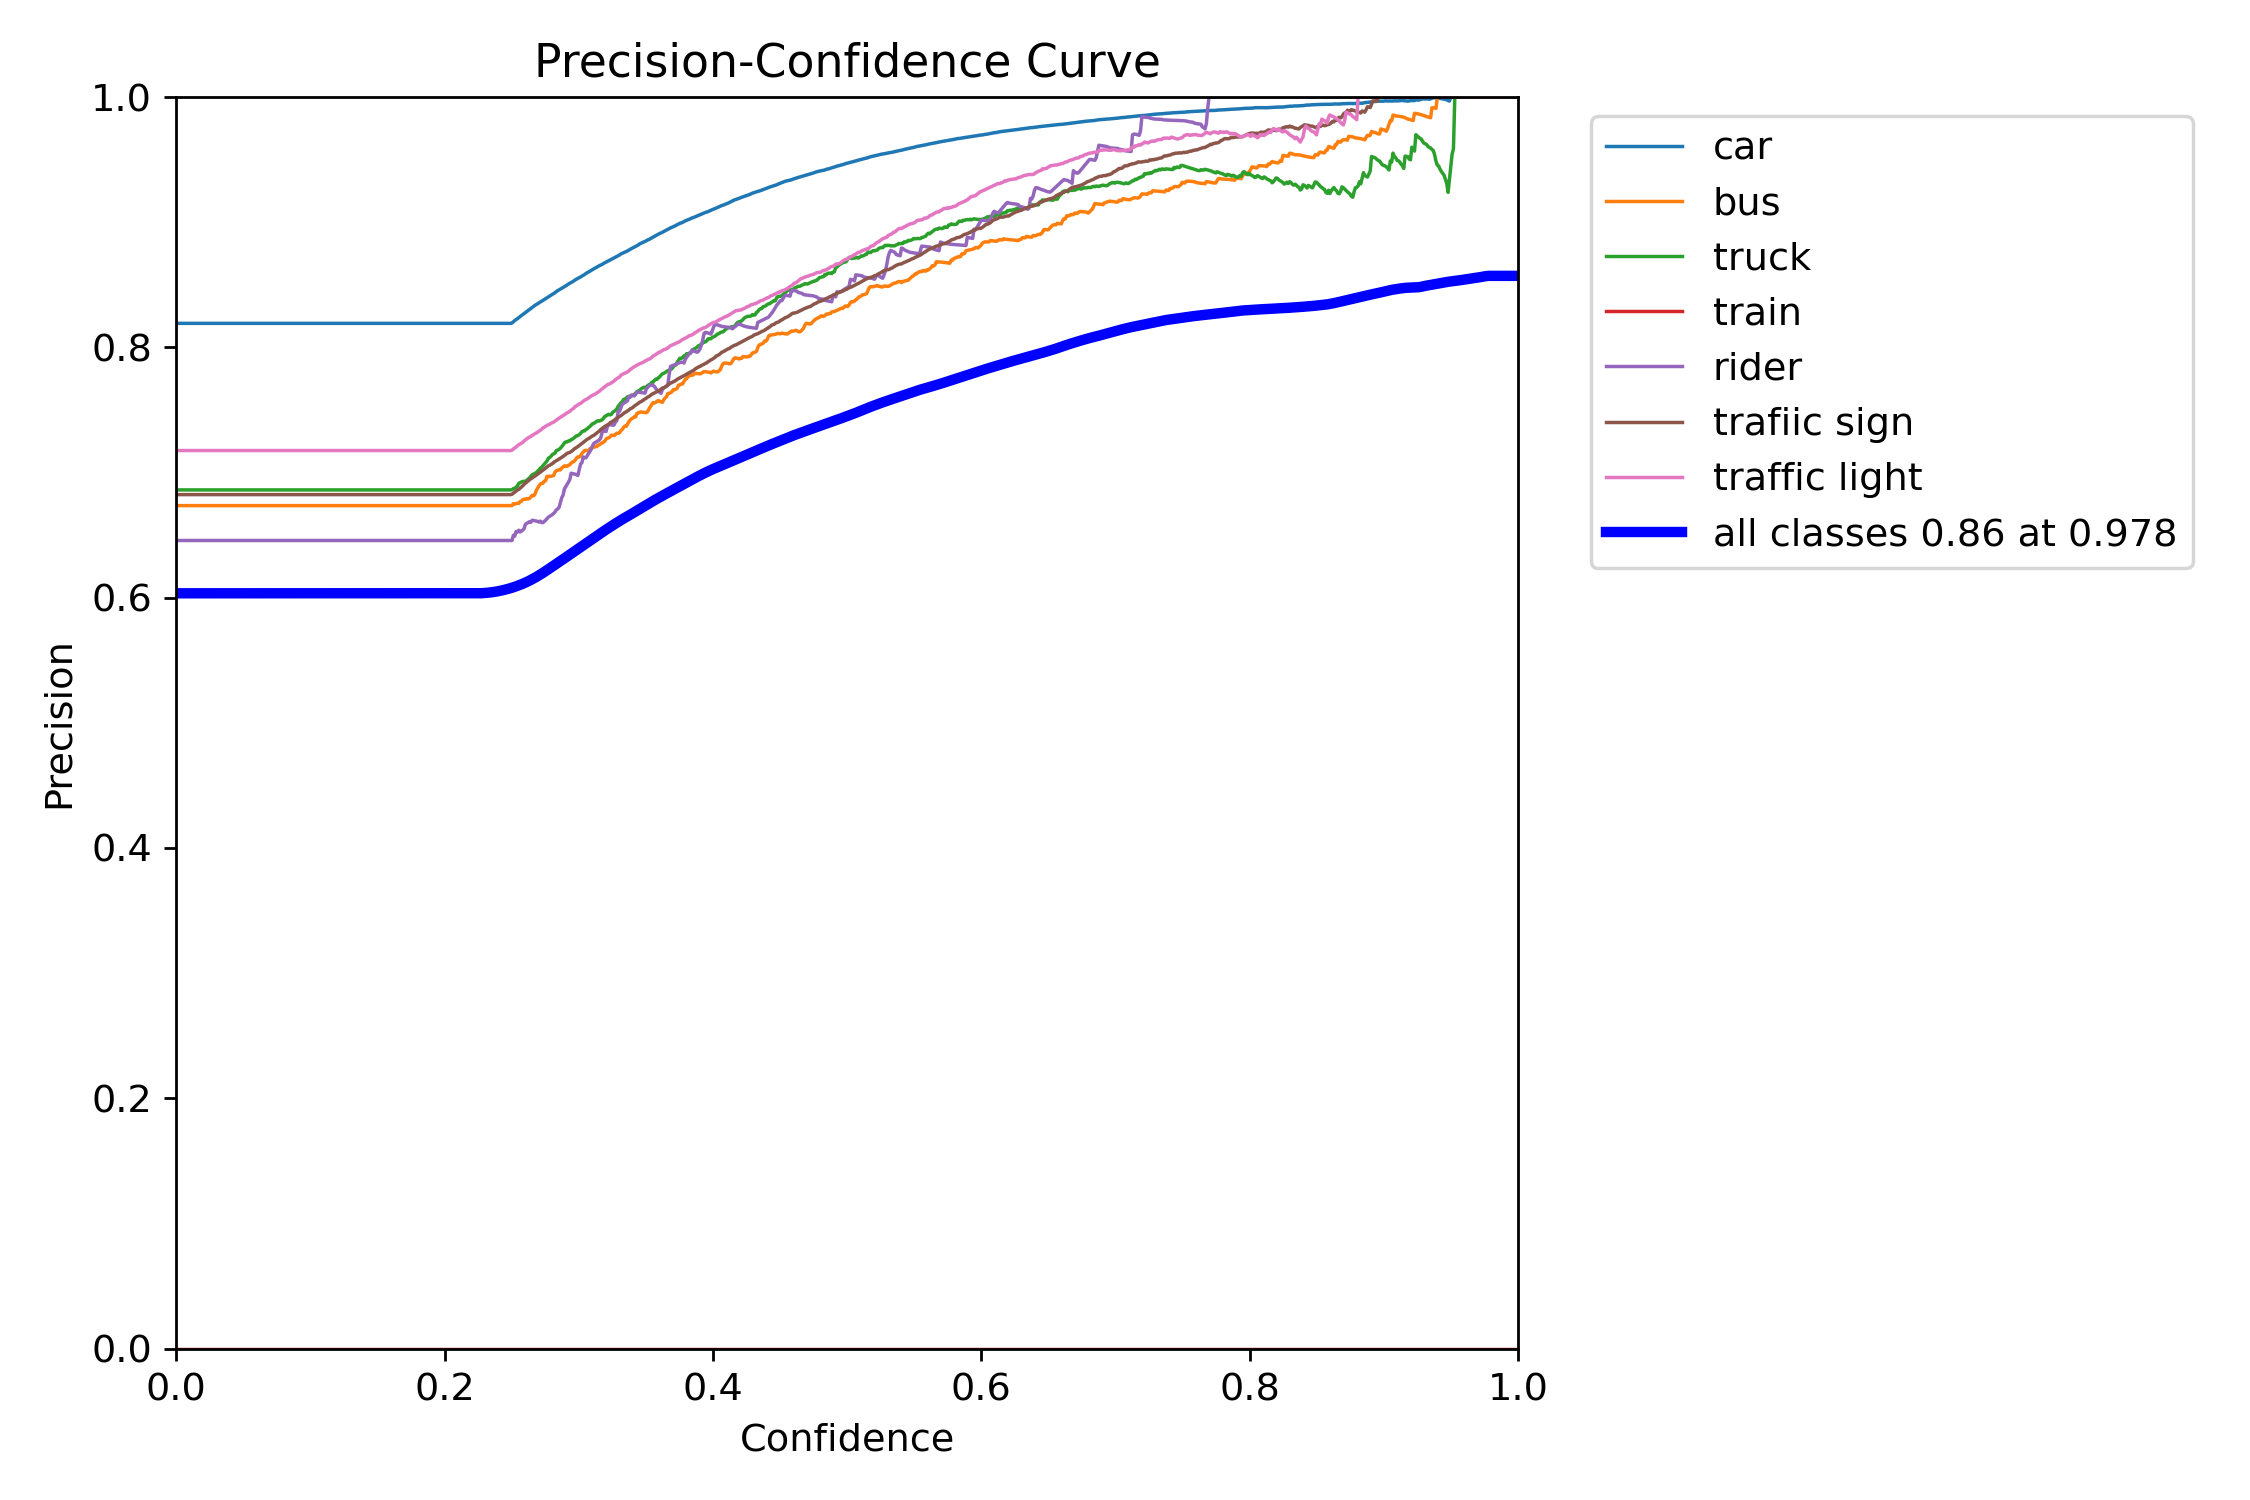 Precision-Confidence Curve
1.0
0.8
0.6
0.4
0.2
0.0
Precision
0.0 0.2 0.4 0.6 0.8 1.0
Confidence
car
bus
truck
train
rider
trafiic sign
traffic light
all classes 0.86 at 0.978